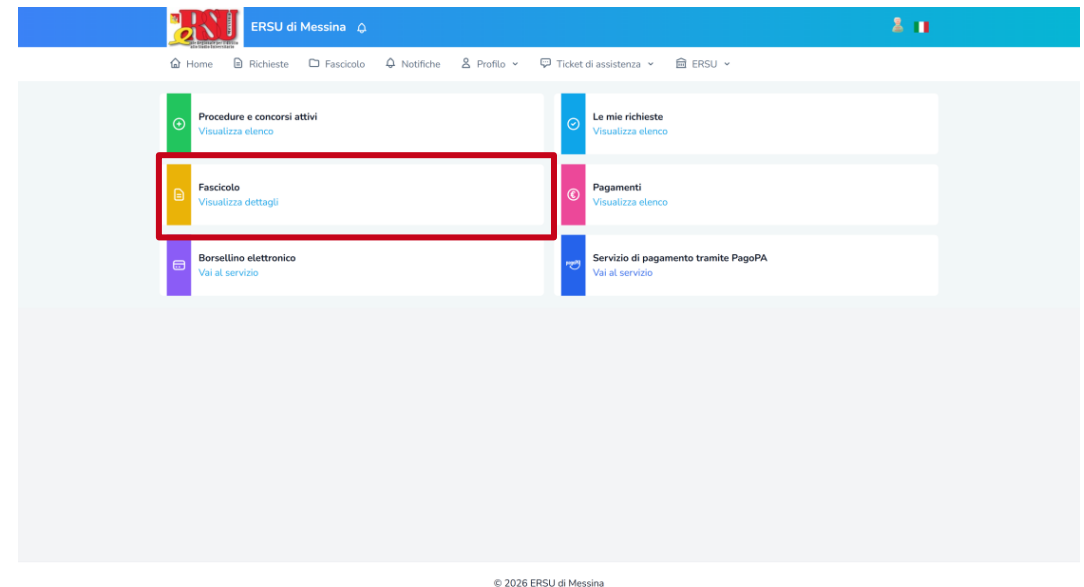 ERSU
ERSU di Messina
Home Richieste Fascicolo Notifiche Profilo Ticket di assistenza ERSU
Procedure e concorsi attivi
Visualizza elenco
Le mie richieste
Visualizza elenco
Fascicolo
Visualizza dettagli
Pagamenti
Visualizza elenco
Borsellino elettronico
Vai al servizio
Servizio di pagamento tramite PagoPA
Vai al servizio
© 2026 ERSU di Messina